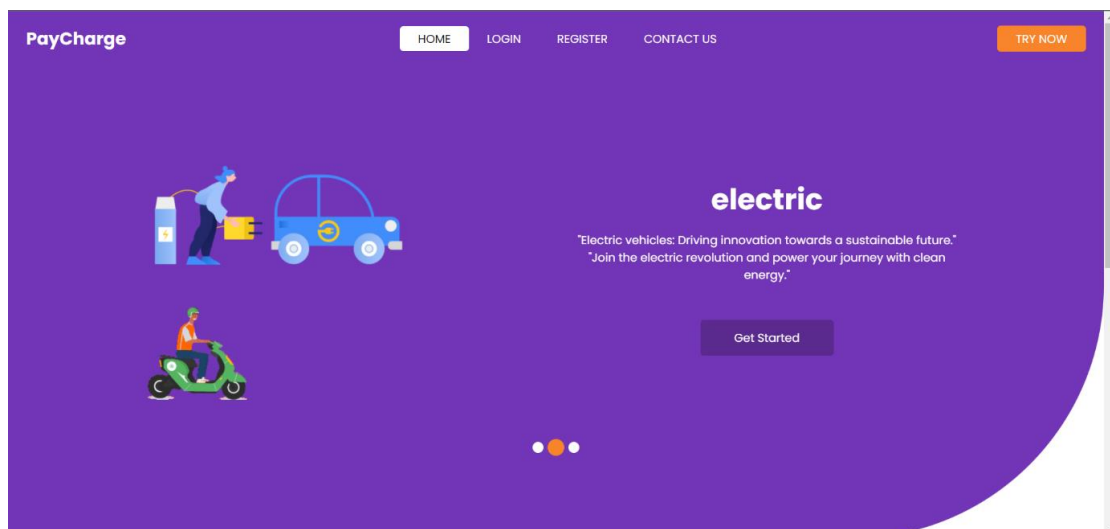 PayCharge
HOME
LOGIN
REGISTER
CONTACT US
TRY NOW
electric
"Electric vehicles: Driving innovation towards a sustainable future."
"Join the electric revolution and power your journey with clean
energy."
Get Started